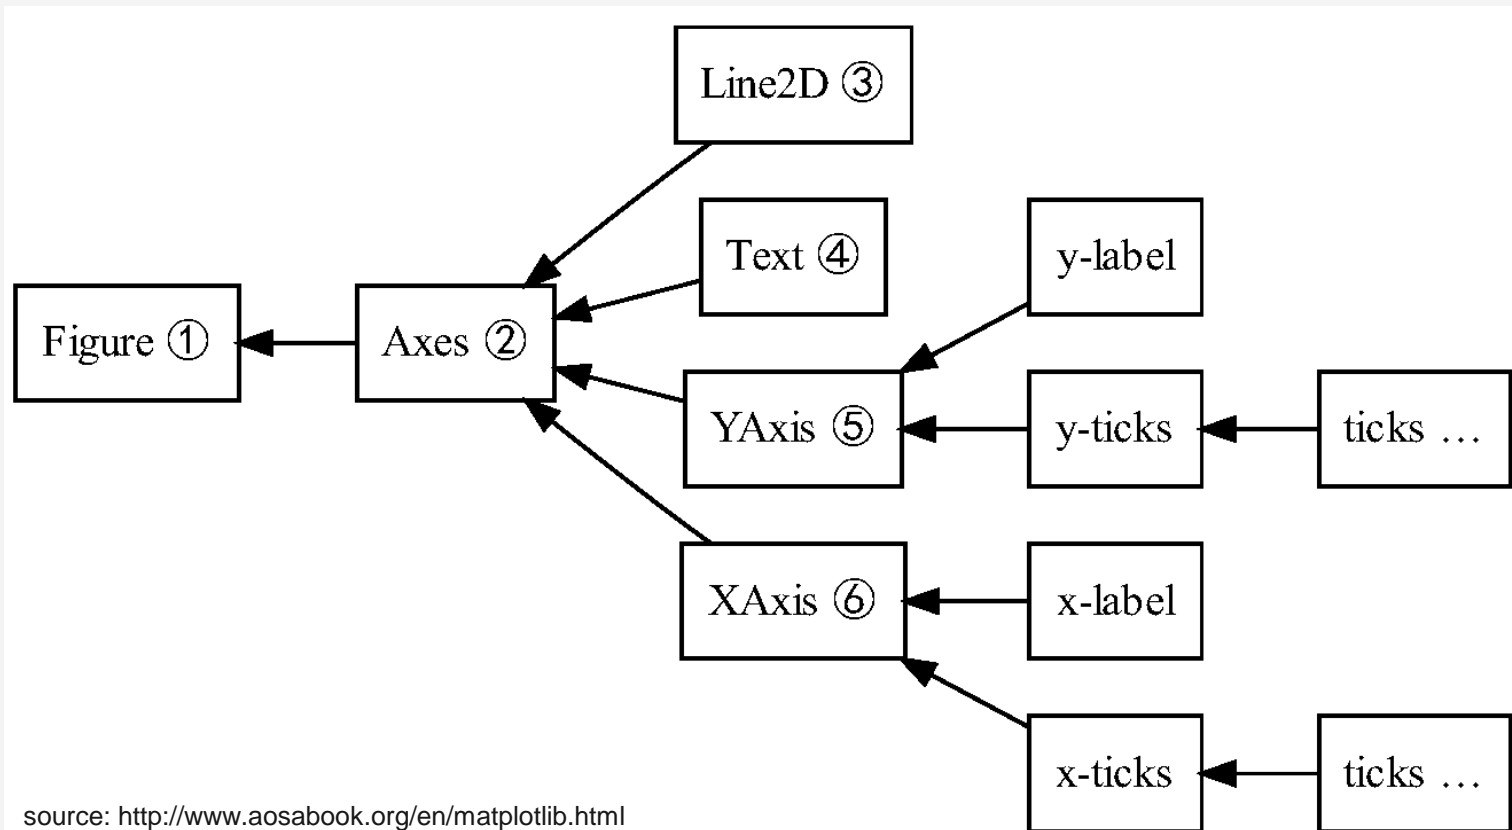 Line2D ③
Text ④
y-label
Figure ①
Axes ②
YAxis ⑤
y-ticks
ticks …
XAxis ⑥
x-label
x-ticks
ticks …
source: http://www.aosabook.org/en/matplotlib.html